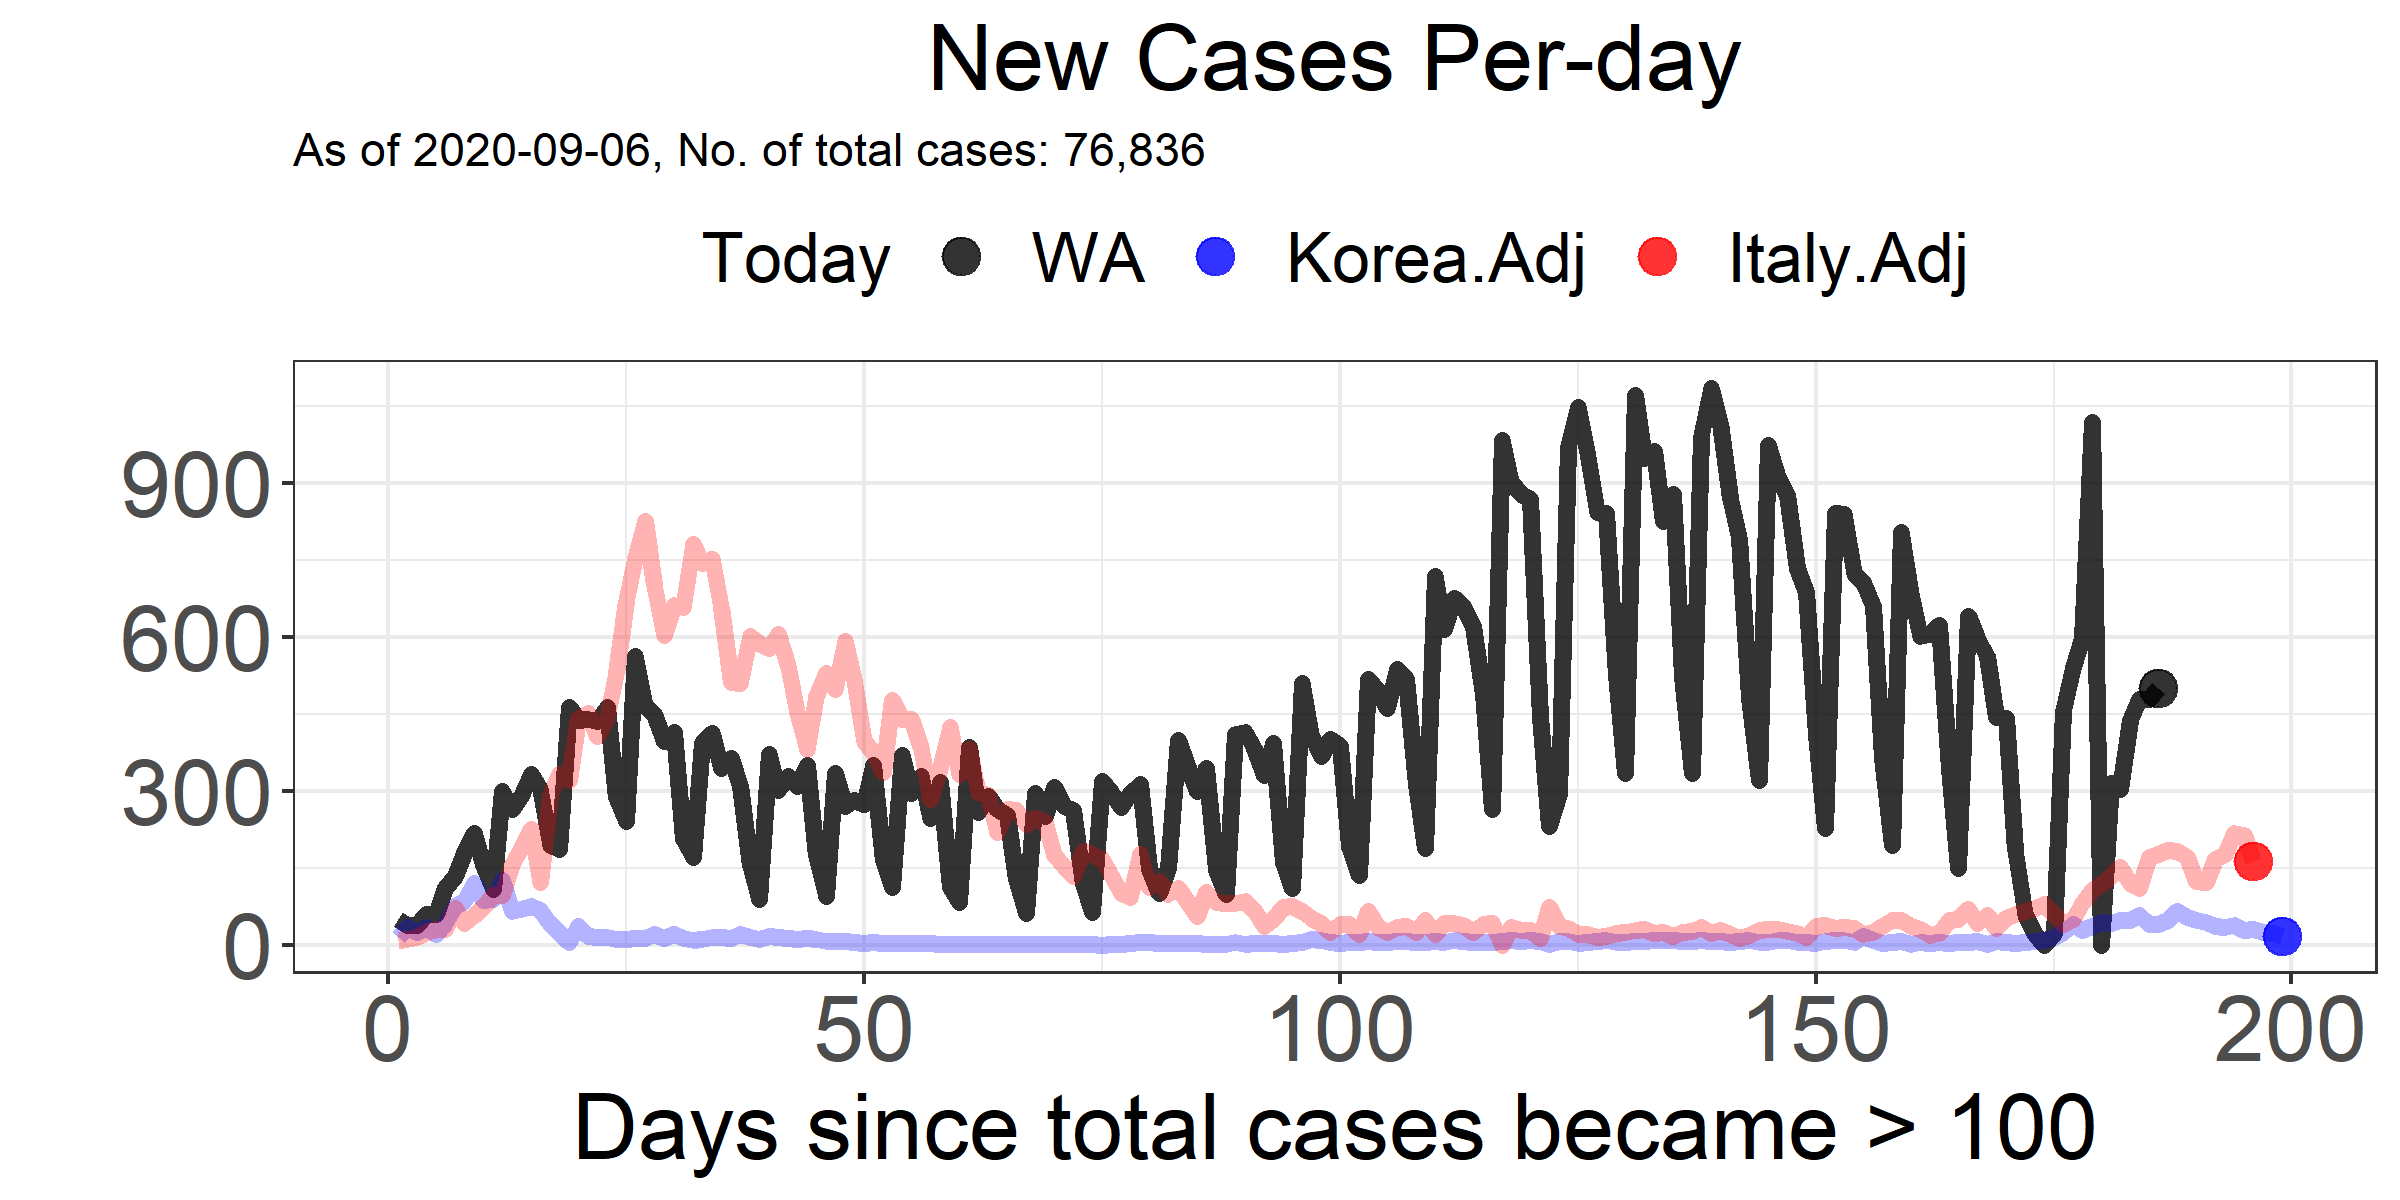 New Cases Per-day
As of 2020-09-06, No. of total cases: 76,836
Today WA Korea.Adj Italy.Adj
900
600
300
0
0 50 100 150 200
Days since total cases became > 100